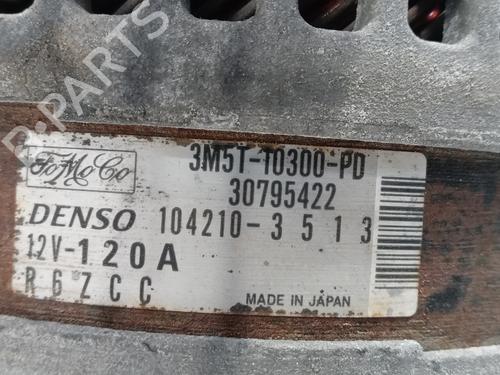 B-PARTS
FoMoCo
3M5T-10300-PD
30795422
DENSO 104210-3513
12V-120A
R6ZCC
MADE IN JAPAN